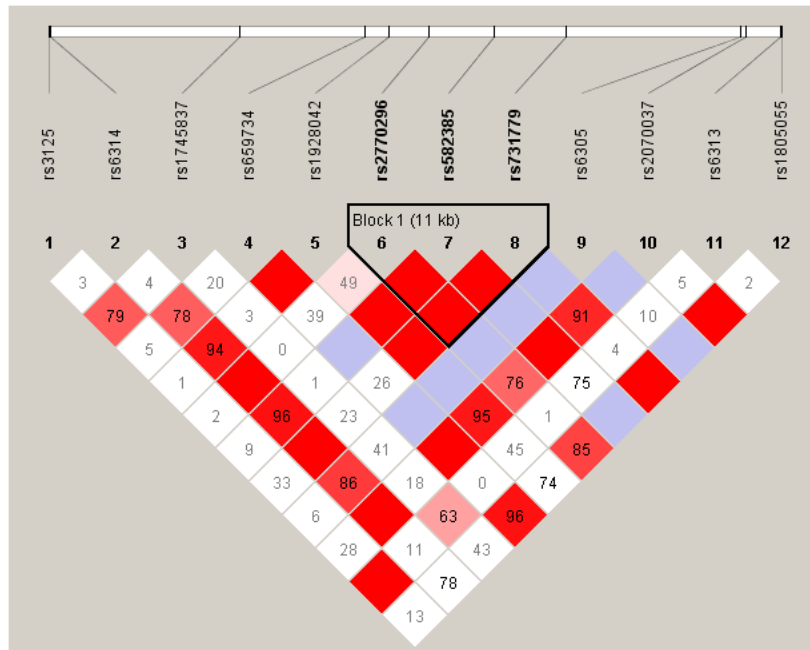 rs3125
rs6314
rs1745837
rs659734
rs1928042
rs2770296
rs582385
rs731779
rs6305
rs2070037
rs6313
rs1805055
Block 1 (11 kb)
1 2 3 4 5 6 7 8 9 10 11 12
3 4 20 49 5 2
79 78 3 39 91 10
5 94 0 4
1 1 26 76 75
2 96 23 95 1
9 41 45 85
33 86 18 0 74
6 63 96
28 11 43
78
13